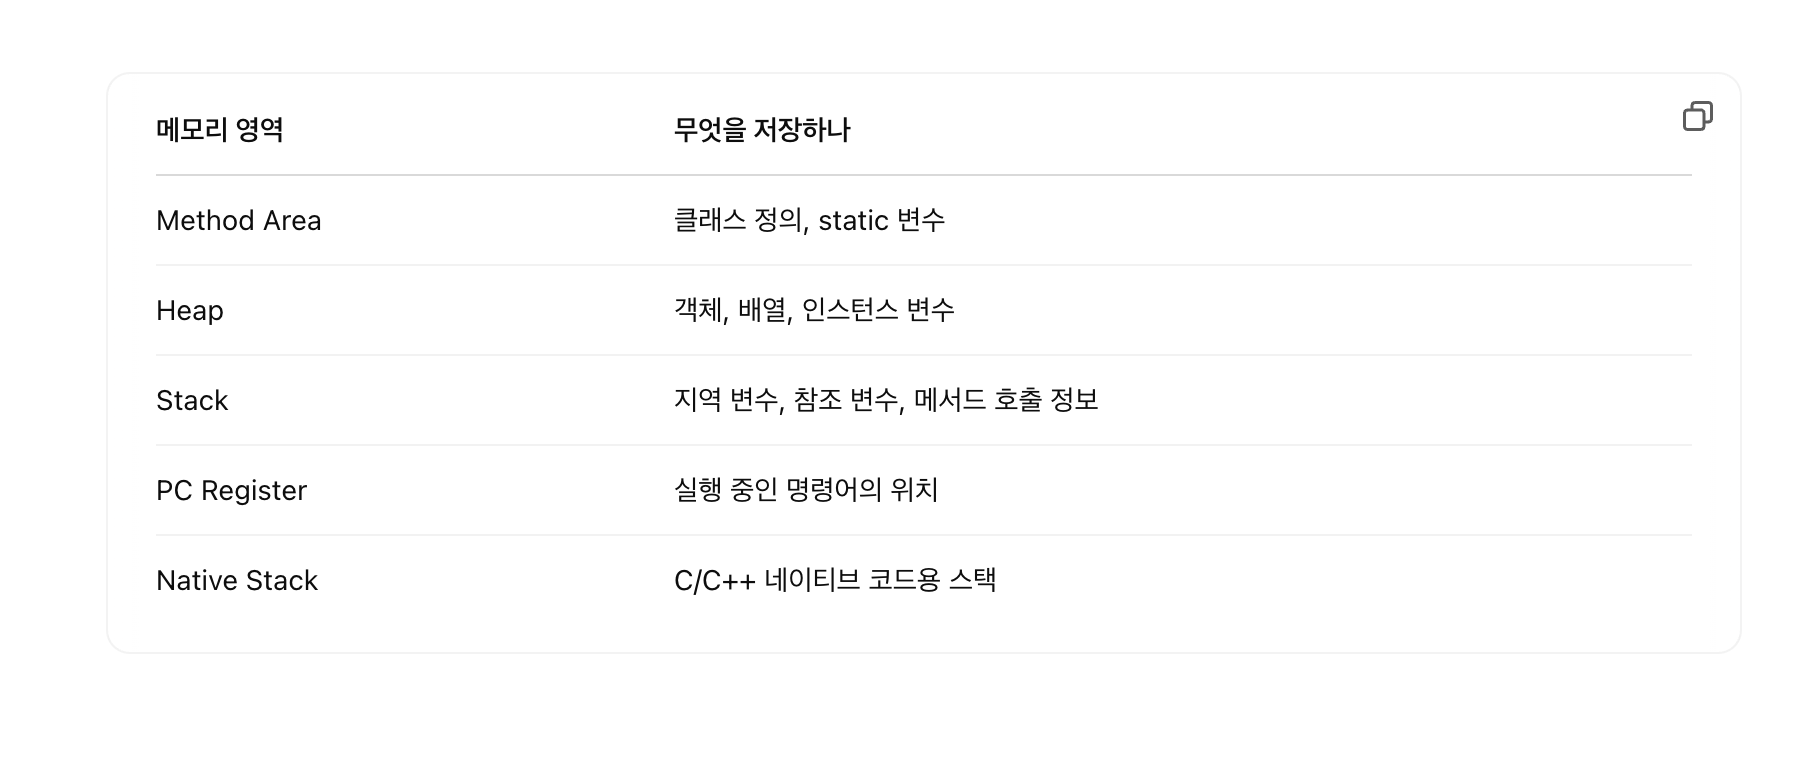 메모리 영역 무엇을 저장하나
Method Area 클래스 정의, static 변수
Heap 객체, 배열, 인스턴스 변수
Stack 지역 변수, 참조 변수, 메서드 호출 정보
PC Register 실행 중인 명령어의 위치
Native Stack C/C++ 네이티브 코드용 스택